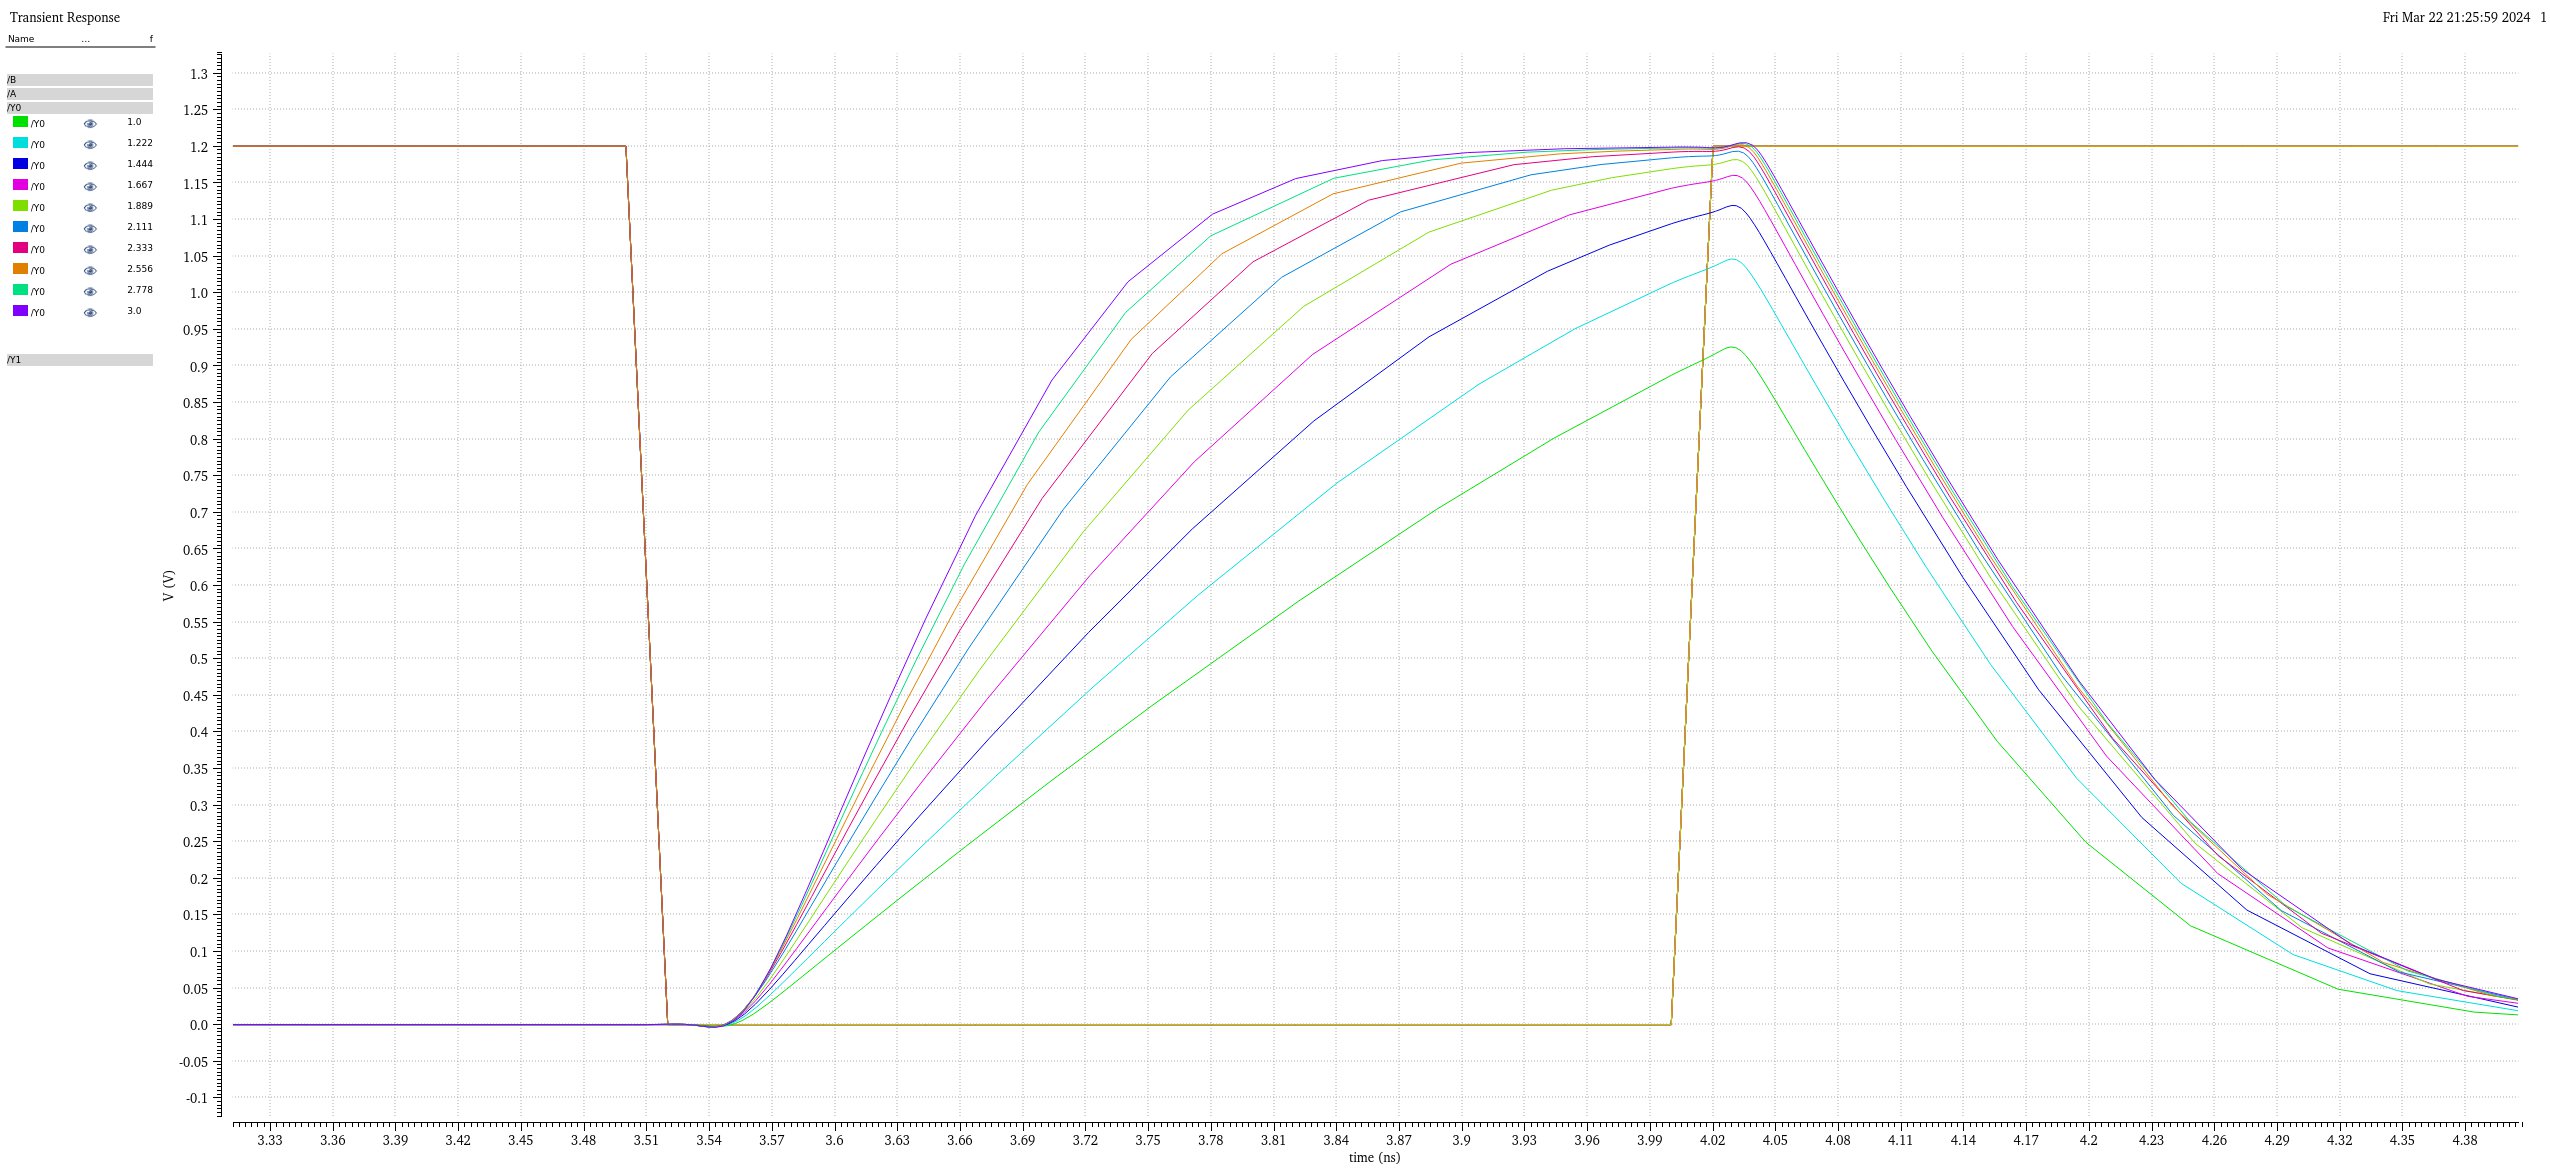 Transient Response
Fri Mar 22 21:25:59 2024 1
Name ... f
/B
/A
/Y0
/Y0 1.0
/Y0 1.222
/Y0 1.444
/Y0 1.667
/Y0 1.889
/Y0 2.111
/Y0 2.333
/Y0 2.556
/Y0 2.778
/Y0 3.0
/Y1
V (V)
1.3
1.25
1.2
1.15
1.1
1.05
1.0
0.95
0.9
0.85
0.8
0.75
0.7
0.65
0.6
0.55
0.5
0.45
0.4
0.35
0.3
0.25
0.2
0.15
0.1
0.05
0.0
-0.05
-0.1
3.33 3.36 3.39 3.42 3.45 3.48 3.51 3.54 3.57 3.6 3.63 3.66 3.69 3.72 3.75 3.78 3.81 3.84 3.87 3.9 3.93 3.96 3.99 4.02 4.05 4.08 4.11 4.14 4.17 4.2 4.23 4.26 4.29 4.32 4.35 4.38
time (ns)